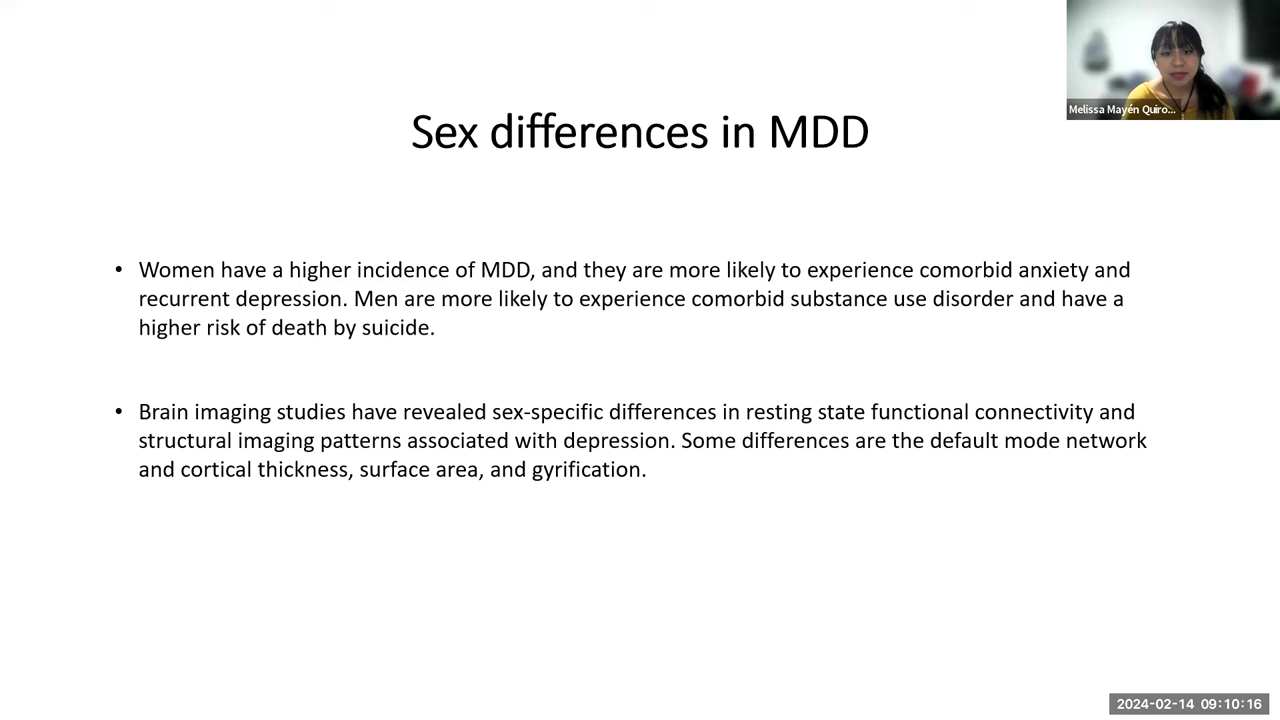 Melissa Mayén Quiro...
Sex differences in MDD
• Women have a higher incidence of MDD, and they are more likely to experience comorbid anxiety and
recurrent depression. Men are more likely to experience comorbid substance use disorder and have a
higher risk of death by suicide.
• Brain imaging studies have revealed sex-specific differences in resting state functional connectivity and
structural imaging patterns associated with depression. Some differences are the default mode network
and cortical thickness, surface area, and gyrification.
2024-02-14 09:10:16